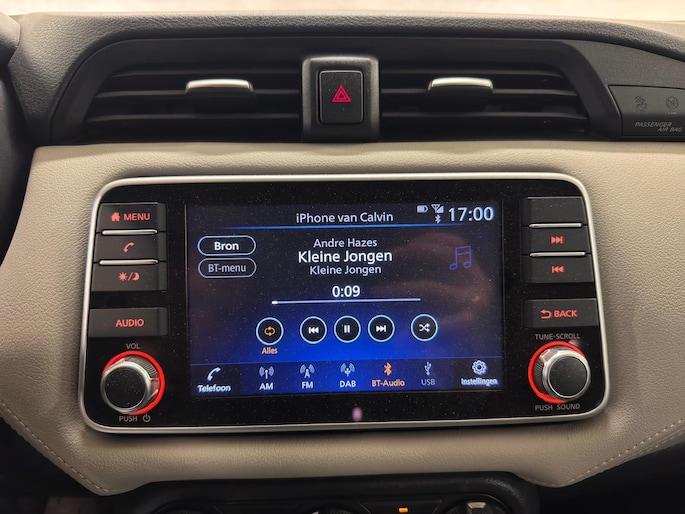 PASSENGER
AIR BAG
MENU
iPhone van Calvin
17:00
Bron
BT-menu
Andre Hazes
Kleine Jongen
Kleine Jongen
0:09
Alles
AUDIO
BACK
VOL
TUNE-SCROLL
Telefoon
AM
FM
DAB
BT-Audio
USB
Instellingen
PUSH
PUSH SOUND